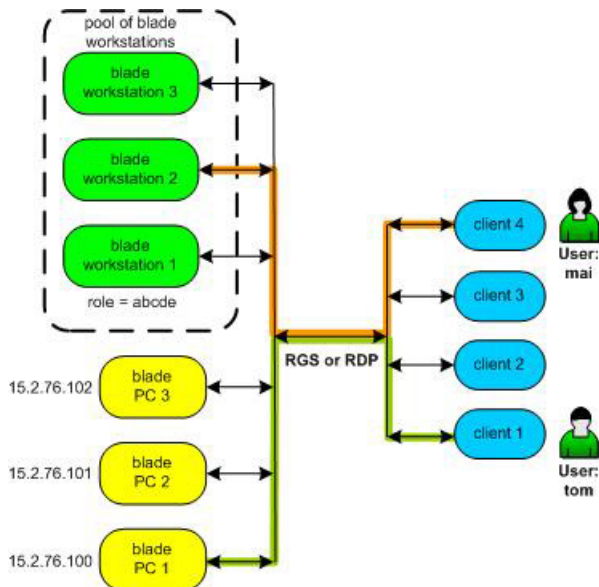 pool of blade
workstations
blade
workstation 3
blade
workstation 2
blade
workstation 1
role = abcde
client 4
User:
mai
client 3
RGS or RDP
client 2
client 1
User:
tom
15.2.76.102
blade
PC 3
15.2.76.101
blade
PC 2
15.2.76.100
blade
PC 1